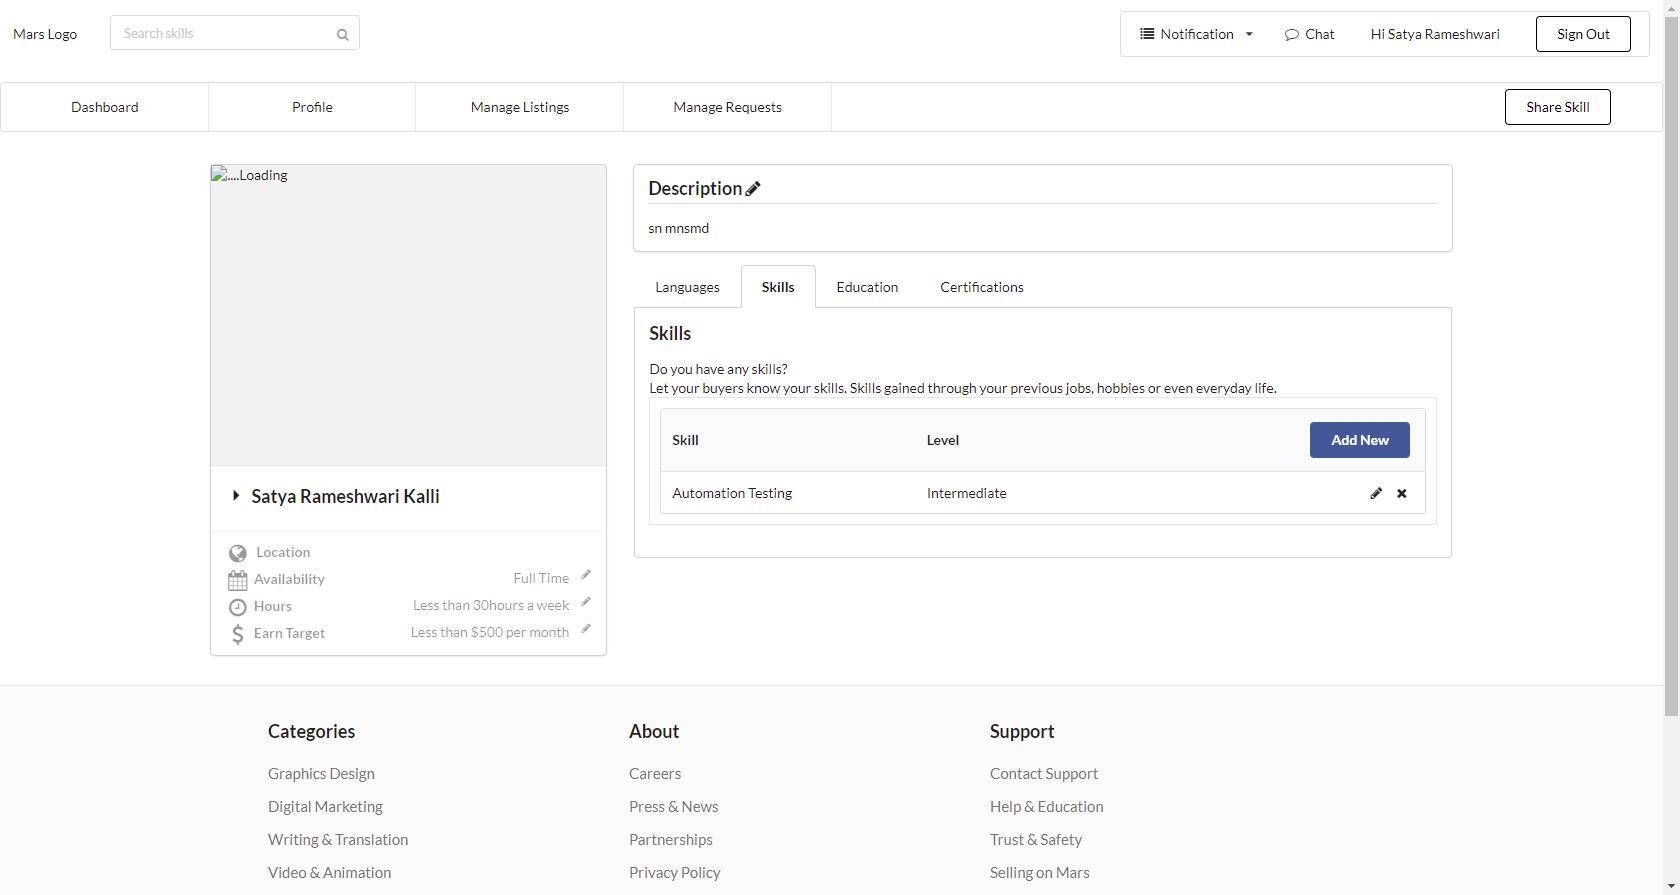 Mars Logo
Search skills
Notification
Chat
Hi Satya Rameshwari
Sign Out
Dashboard
Profile
Manage Listings
Manage Requests
Share Skill
....Loading
Satya Rameshwari Kalli
Location
Availability Full Time
Hours Less than 30hours a week
Earn Target Less than $500 per month
Description
sn mnsmd
Languages Skills Education Certifications
Skills
Do you have any skills?
Let your buyers know your skills. Skills gained through your previous jobs, hobbies or even everyday life.
Skill Level Add New
Automation Testing Intermediate
Categories
Graphics Design
Digital Marketing
Writing & Translation
Video & Animation
About
Careers
Press & News
Partnerships
Privacy Policy
Support
Contact Support
Help & Education
Trust & Safety
Selling on Mars